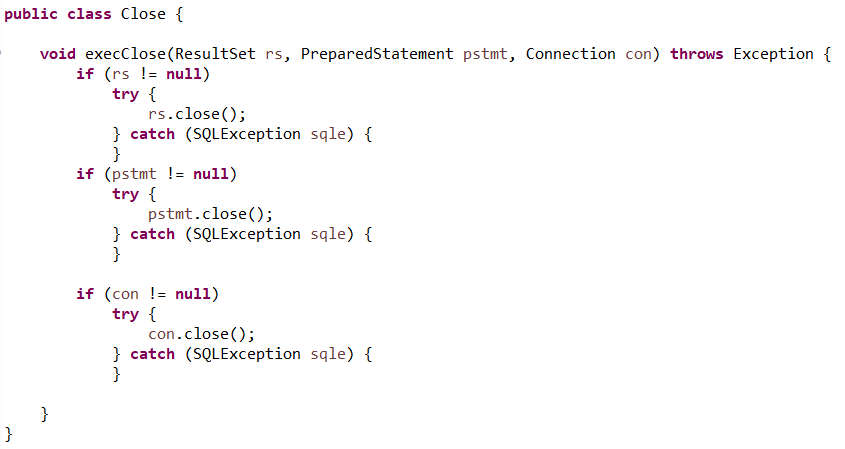 public class Close {
void execClose(ResultSet rs, PreparedStatement pstmt, Connection con) throws Exception {
if (rs != null)
try {
rs.close();
} catch (SQLException sqle) {
}
if (pstmt != null)
try {
pstmt.close();
} catch (SQLException sqle) {
}
if (con != null)
try {
con.close();
} catch (SQLException sqle) {
}
}
}